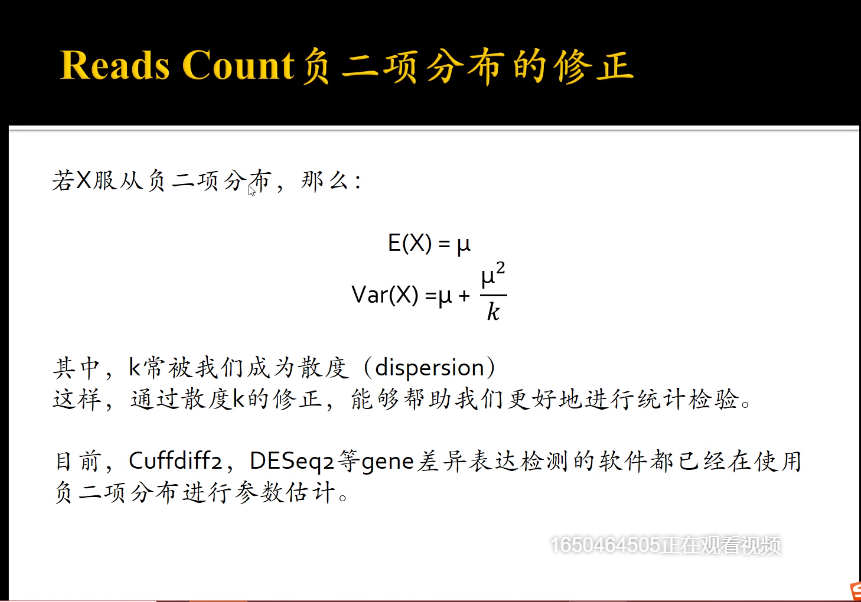 Reads Count负二项分布的修正
若X服从负二项分布，那么：
E(X) = μ
Var(X) =μ + μ²/k
其中，k常被我们成为散度（dispersion）
这样，通过散度k的修正，能够帮助我们更好地进行统计检验。
目前，Cuffdiff2，DESeq2等gene差异表达检测的软件都已经在使用
负二项分布进行参数估计。
1650464505正在观看视频